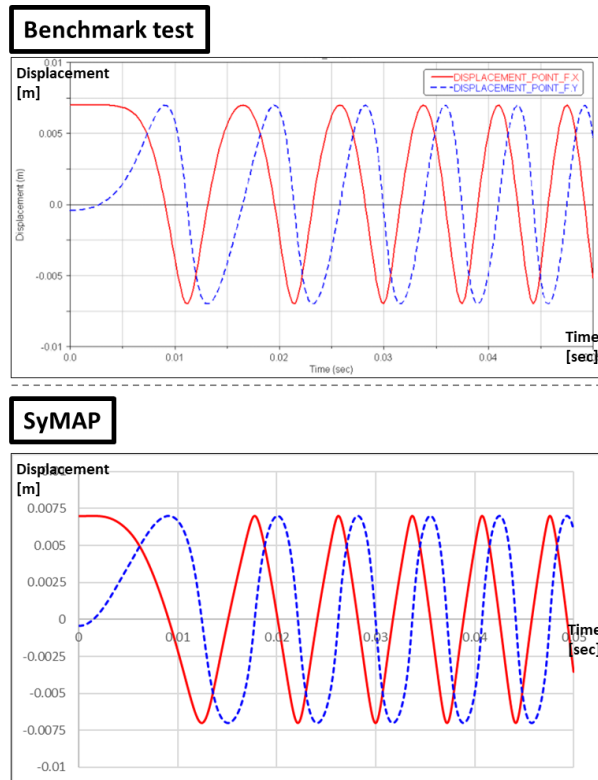 Benchmark test
0.01
Displacement
[m]
DISPLACEMENT_POINT_F.X
DISPLACEMENT_POINT_F.Y
0.005
Displacement (m)
0.0
-0.005
-0.01
0.0
0.01
0.02
0.03
0.04
Time
[sec]
Time (sec)
SyMAP
Displacement
[m]
0.0075
0.005
0.0025
0
0
0.01
0.02
0.03
0.04
0.05
Time
[sec]
-0.0025
-0.005
-0.0075
-0.01